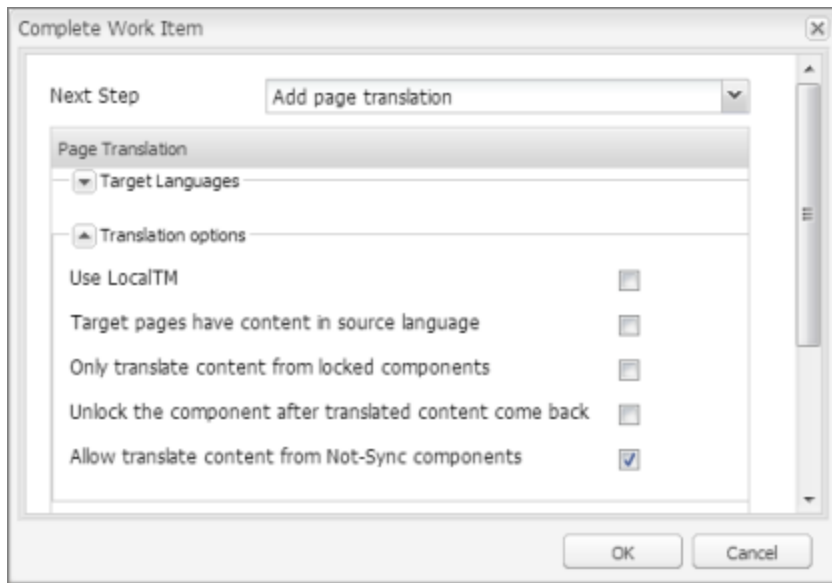 Complete Work Item
Next Step Add page translation
Page Translation
Target Languages
Translation options
Use LocalTM
Target pages have content in source language
Only translate content from locked components
Unlock the component after translated content come back
Allow translate content from Not-Sync components
OK Cancel